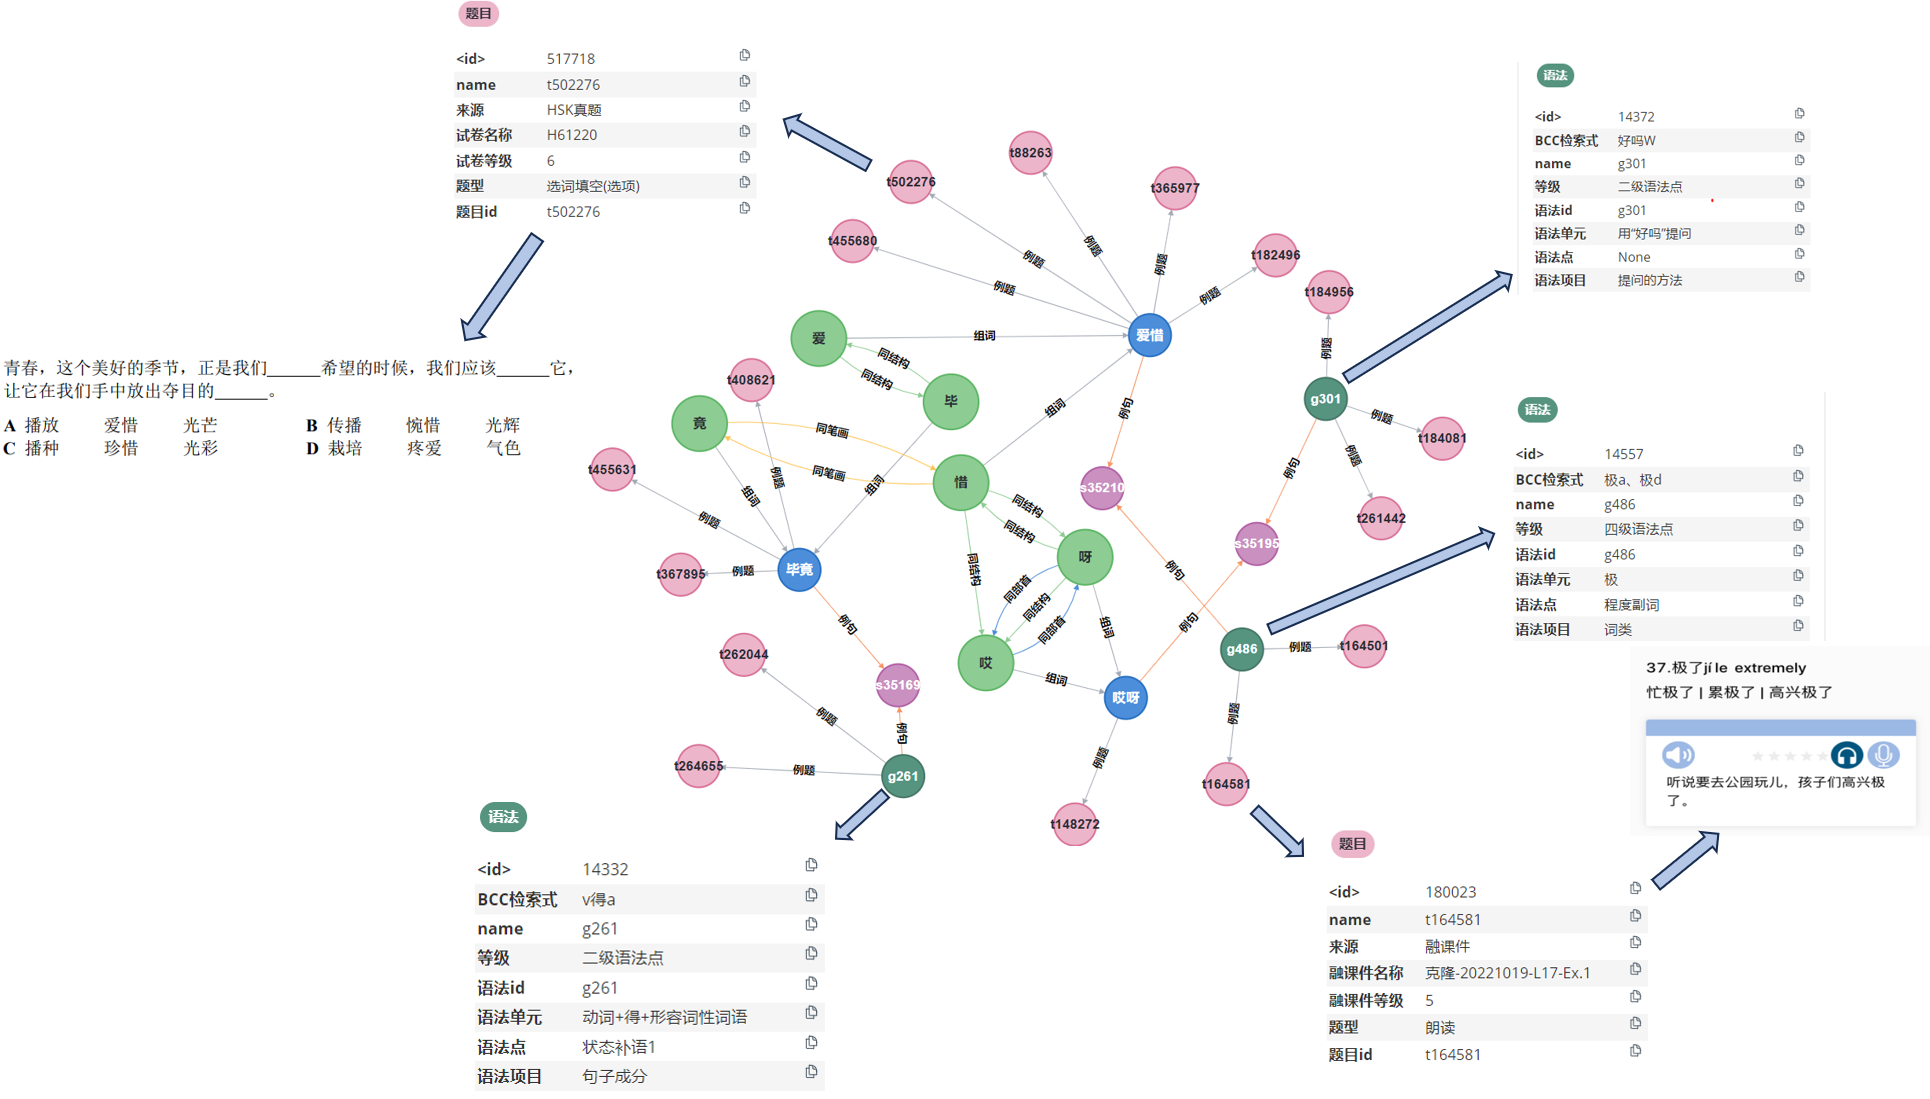 题目
<id> 517718
name t502276
来源 HSK真题
试卷名称 H61220
试卷等级 6
题型 选词填空(选项)
题目id t502276
青春，这个美好的季节，正是我们______希望的时候，我们应该______它，
让它在我们手中放出夺目的______。
A 播放 爱惜 光芒 B 传播 惋惜 光辉
C 播种 珍惜 光彩 D 栽培 疼爱 气色
t88263
t502276
t365977
t455680
t182496
t184956
例题
例题
例题
例题
例题
例题
爱
组词
爱惜
同结构
同结构
t408621
毕
组词
例句
g301
例题
t184081
竟
同笔画
同笔画
例题
组词
惜
t455631
组词
例题
同结构
同结构
s35210
例句
例题
t261442
s35195
呀
毕竟
例题
t367895
同结构
同部首
同结构
同部首
例句
例句
组词
例句
g486
例题
t164501
t262044
哎
组词
哎呀
s35169
例题
例句
例题
例题
t264655
例题
g261
t164581
t148272
语法
<id> 14372
BCC检索式 好吗W
name g301
等级 二级语法点
语法id g301
语法单元 用“好吗”提问
语法点 None
语法项目 提问的方法
语法
<id> 14557
BCC检索式 极a、极d
name g486
等级 四级语法点
语法id g486
语法单元 极
语法点 程度副词
语法项目 词类
37.极了jí le extremely
忙极了 | 累极了 | 高兴极了
听说要去公园玩儿，孩子们高兴极
了。
语法
<id> 14332
BCC检索式 v得a
name g261
等级 二级语法点
语法id g261
语法单元 动词+得+形容词性词语
语法点 状态补语1
语法项目 句子成分
题目
<id> 180023
name t164581
来源 融课件
融课件名称 克隆-20221019-L17-Ex.1
融课件等级 5
题型 朗读
题目id t164581